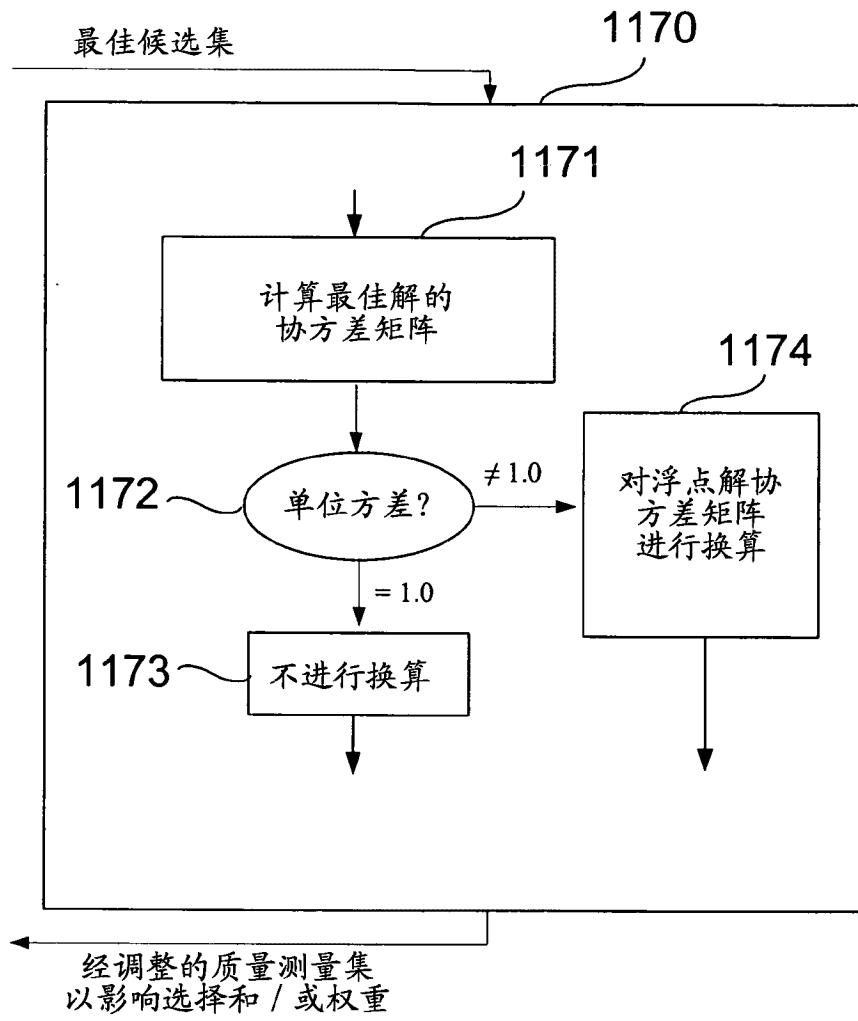 最佳候选集
1170
1171
计算最佳解的
协方差矩阵
1174
对浮点解协
方差矩阵
进行换算
1172
单位方差?
≠ 1.0
= 1.0
1173
不进行换算
经调整的质量测量集
以影响选择和 / 或权重